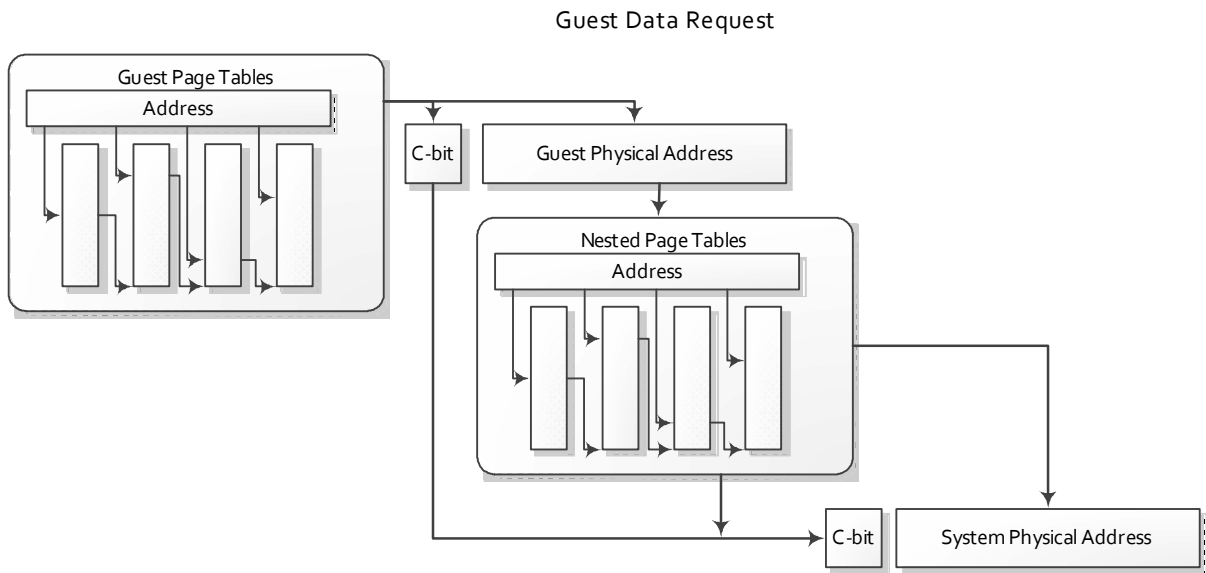 Guest Data Request
Guest Page Tables
Address
C-bit
Guest Physical Address
Nested Page Tables
Address
C-bit
System Physical Address